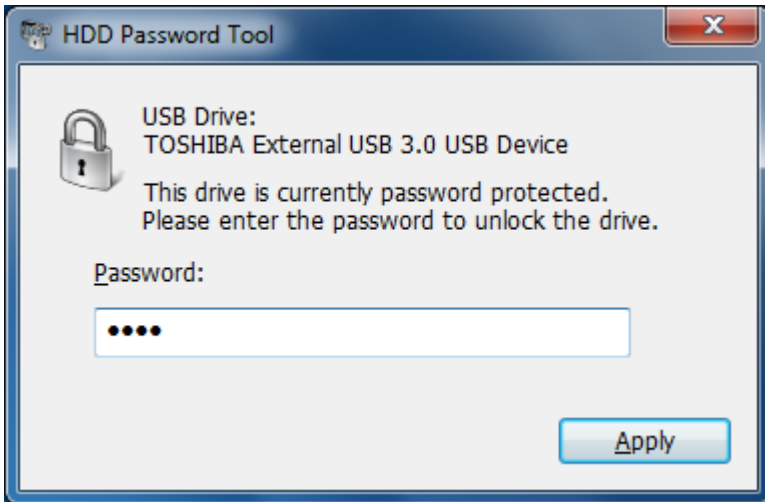 HDD Password Tool
USB Drive:
TOSHIBA External USB 3.0 USB Device
This drive is currently password protected.
Please enter the password to unlock the drive.
Password:
••••
Apply